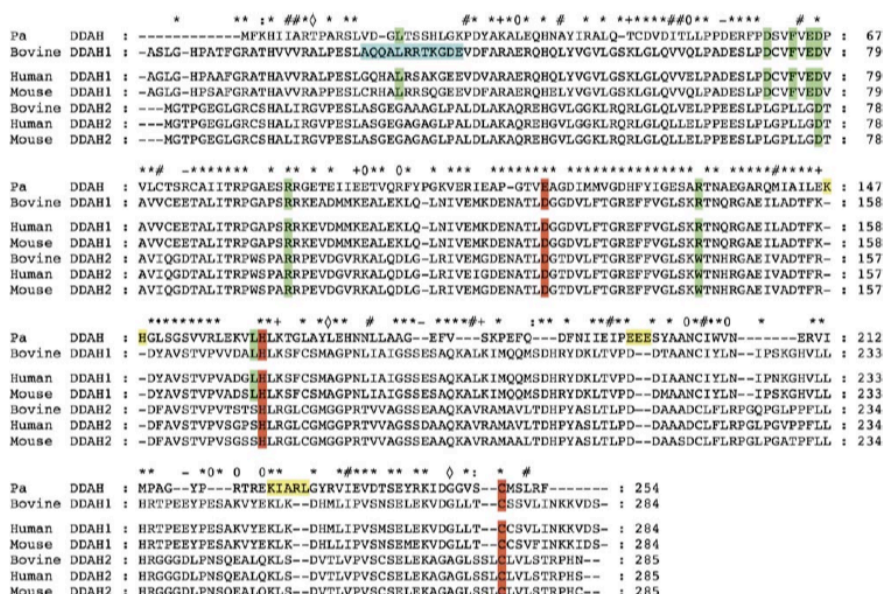 Pa DDAH : --------MFKHIIARTPARSLVD-GLTSSHLGKPDYAKALEQHNAYIRALQ-TCDVDITLLPPDERFPDSVFVEDP : 67
Bovine DDAH1 : -ASLG-HPATFGRATHVVVRALPESLAQQALRRTKGDEVDFARAERQHQLYVGVLGSKLGLQVVQLPADESLPDCVFVEDV : 79
Human DDAH1 : -AGLG-HPAAFGRATHAVVRALPESLGQHALRSAKGEEVDVARAERQHQLYVGVLGSKLGLQVVELPADESLPDCVFVEDV : 79
Mouse DDAH1 : -AGLG-HPSAFGRATHAVVRAPPESLCRHALRRSQGEEVDFARAERQHELYVGVLGSKLGLQVVQLPADESLPDCVFVEDV : 79
Bovine DDAH2 : ---MGTPGEGLGRCSHALIRGVPESLASGEGAAAGLPALDLAKAQREHGVLGGKLRQRLGLQLVELPPEESLPLGPLLGDT : 78
Human DDAH2 : ---MGTPGEGLGRCSHALIRGVPESLASGEGAGAGLPALDLAKAQREHGVLGGKLRQRLGLQLLELPPEESLPLGPLLGDT : 78
Mouse DDAH2 : ---MGTPGEGLGRCSHALIRGVPESLASGEGAGAGLPALDLAKAQREHGVLGGKLRQRLGLQLLELPPEESLPLGPLLGDT : 78
Pa DDAH : VLCTSRCAIITRPGAESRRGETEIIEETVQRFYPGKVERIEAP-GTVEAGDIMMVGDHFYIGESARTNAEGARQMIAILEK : 147
Bovine DDAH1 : AVVCEETALITRPGAPSRRKEADMMKEALEKLQ-LNIVEMKDENATLDGGDVLFTGREFFVGLSKRTNQRGAEILADTFK- : 158
Human DDAH1 : AVVCEETALITRPGAPSRRKEVDMMKEALEKLQ-LNIVEMKDENATLDGGDVLFTGREFFVGLSKRTNQRGAEILADTFK- : 158
Mouse DDAH1 : AVVCEETALITRPGAPSRRKEVDMMKEALEKLQ-LNIVEMKDENATLDGGDVLFTGREFFVGLSKRTNQRGAEILADTFK- : 158
Bovine DDAH2 : AVIQGDTALITRPWSPARRPEVDGVRKALQDLG-LRIVEMGDENATLDGTDVLFTGREFFVGLSKWTNHRGAEIVADTFR- : 157
Human DDAH2 : AVIQGDTALITRPWSPARRPEVDGVRKALQDLG-LRIVEIGDENATLDGTDVLFTGREFFVGLSKWTNHRGAEIVADTFR- : 157
Mouse DDAH2 : AVIQGDTALITRPWSPARRPEVDGVRKALQDLG-LRIVEMGDENATLDGTDVLFTGREFFVGLSKWTNHRGAEIVADTFR- : 157
Pa DDAH : HGLSGSVVRLEKVLHLKTGLAYLEHNNLLAAG--EFV---SKPEFQ---DFNIIEIPEEESYAANCIWVN------ERVI : 212
Bovine DDAH1 : -DYAVSTVPVVDALHLKSFCSMAGPNLIAIGSSESAQKALKIMQQMSDHRYDKLTVPD--DTAANCIYLN--IPSKGHVLL : 233
Human DDAH1 : -DYAVSTVPVADGLHLKSFCSMAGPNLIAIGSSESAQKALKIMQQMSDHRYDKLTVPD--DIAANCIYLN--IPNKGHVLL : 233
Mouse DDAH1 : -DYAVSTVPVADSLHLKSFCSMAGPNLIAIGSSESAQKALKIMQQMSDHRYDKLTVPD--DMAANCIYLN--IPSKGHVLL : 233
Bovine DDAH2 : -DFAVSTVPVTSTSHLRGLCGMGGPRTVVAGSSEAAQKAVRAMAVLTDHPYASLTLPD--DAAADCLFLRPGQPGLPPFLL : 234
Human DDAH2 : -DFAVSTVPVSGPSHLRGLCGMGGPRTVVAGSSDAAQKAVRAMAVLTDHPYASLTLPD--DAAADCLFLRPGLPGVPPFLL : 234
Mouse DDAH2 : -DFAVSTVPVSGSSHLRGLCGMGGPRTVVAGSSEAAQKAVRAMAALTDHPYASLTLPD--DAASDCLFLRPGLPGATPFLL : 234
Pa DDAH : MPAG--YP--RTREKIARLGYRVIEVDTSEYRKIDGGVS--CMSLRF------- : 254
Bovine DDAH1 : HRTPEEYPESAKVYEKLK--DHMLIPVSNSELEKVDGLLT--CSSVLINKKVDS- : 284
Human DDAH1 : HRTPEEYPESAKVYEKLK--DHMLIPVSMSELEKVDGLLT--CCSVLINKKVDS- : 284
Mouse DDAH1 : HRTPEEYPESAKVYEKLK--DHLLIPVSNSEMEKVDGLLT--CCSVFINKKIDS- : 284
Bovine DDAH2 : HRGGGDLPNSQEALQKLS--DVTLVPVSCSELEKAGAGLSSLCLVLSTRPHN-- : 285
Human DDAH2 : HRGGGDLPNSQEALQKLS--DVTLVPVSCSELEKAGAGLSSLCLVLSTRPHS-- : 285
Mouse DDAH2 : HRGGGDLPNSQEALQKLS--DVTLVPVSCSELEKAGAGLSSLCLVLSTRPHC-- : 285